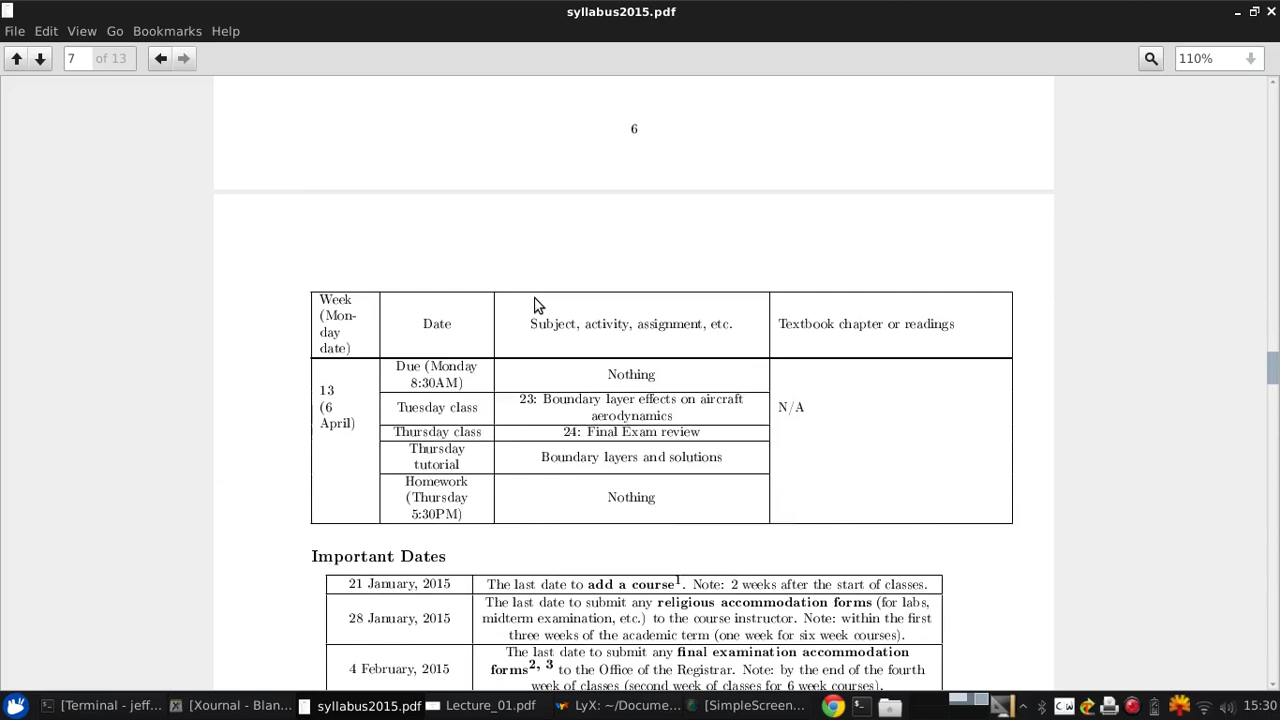 syllabus2015.pdf
File Edit View Go Bookmarks Help
7 of 13 110%
6
Week
(Mon-
day
date)
Date
Subject, activity, assignment, etc.
Textbook chapter or readings
13
(6
April)
Due (Monday
8:30AM)
Nothing
Tuesday class
23: Boundary layer effects on aircraft
aerodynamics
N/A
Thursday class
24: Final Exam review
Thursday
tutorial
Boundary layers and solutions
Homework
(Thursday
5:30PM)
Nothing
Important Dates
21 January, 2015
The last date to add a course1. Note: 2 weeks after the start of classes.
28 January, 2015
The last date to submit any religious accommodation forms (for labs,
midterm examination, etc.) to the course instructor. Note: within the first
three weeks of the academic term (one week for six week courses).
4 February, 2015
The last date to submit any final examination accommodation
forms2, 3 to the Office of the Registrar. Note: by the end of the fourth
week of classes (second week of classes for 6 week courses).
[Terminal - jeff... [Xournal - Blan... syllabus2015.pdf Lecture_01.pdf LyX: ~/Docume... [SimpleScreen... CW 15:30